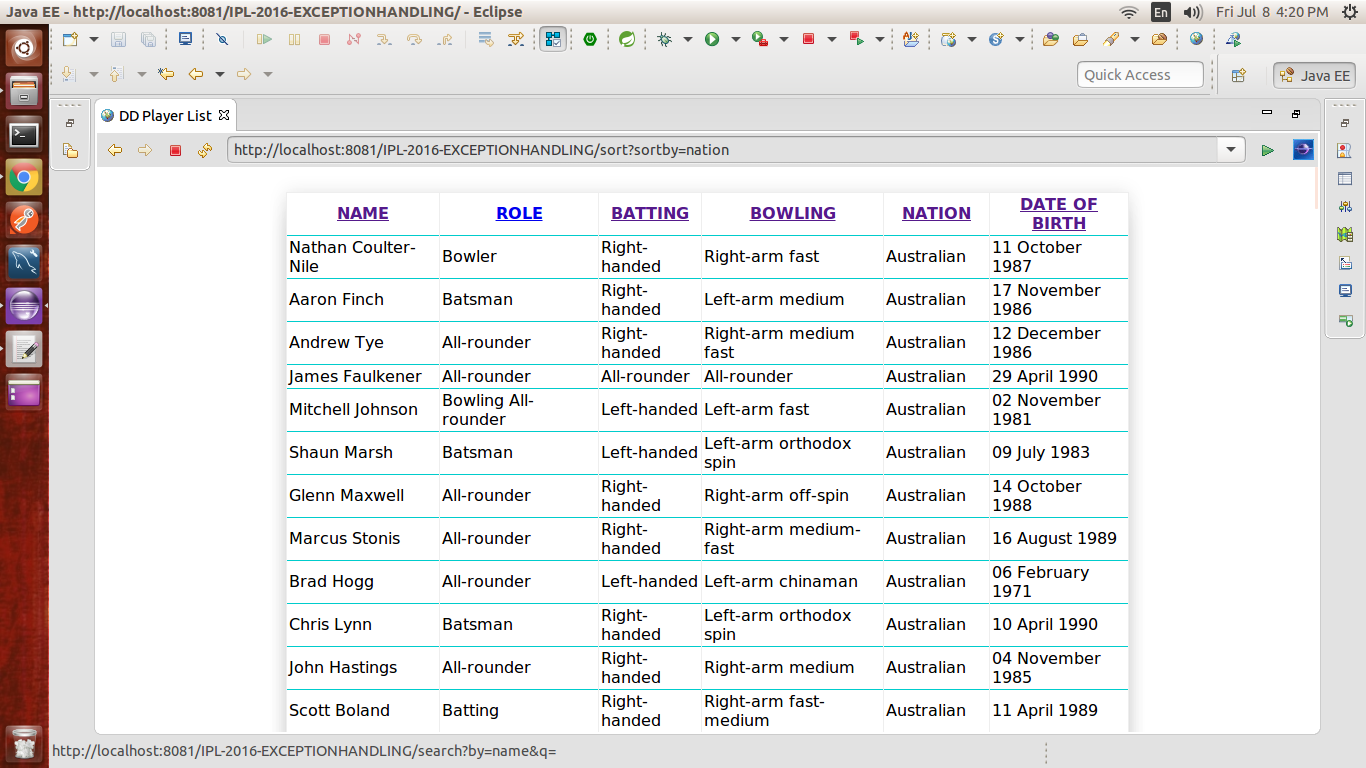 Java EE - http://localhost:8081/IPL-2016-EXCEPTIONHANDLING/ - Eclipse
En
Fri Jul 8 4:20 PM
Quick Access
Java EE
DD Player List
http://localhost:8081/IPL-2016-EXCEPTIONHANDLING/sort?sortby=nation
NAME ROLE BATTING BOWLING NATION DATE OF
BIRTH
Nathan Coulter-
Nile Bowler Right-
handed Right-arm fast Australian 11 October
1987
Aaron Finch Batsman Right-
handed Left-arm medium Australian 17 November
1986
Andrew Tye All-rounder Right-
handed Right-arm medium
fast Australian 12 December
1986
James Faulkener All-rounder All-rounder All-rounder Australian 29 April 1990
Mitchell Johnson Bowling All-
rounder Left-handed Left-arm fast Australian 02 November
1981
Shaun Marsh Batsman Left-handed Left-arm orthodox
spin Australian 09 July 1983
Glenn Maxwell All-rounder Right-
handed Right-arm off-spin Australian 14 October
1988
Marcus Stonis All-rounder Right-
handed Right-arm medium-
fast Australian 16 August 1989
Brad Hogg All-rounder Left-handed Left-arm chinaman Australian 06 February
1971
Chris Lynn Batsman Right-
handed Left-arm orthodox
spin Australian 10 April 1990
John Hastings All-rounder Right-
handed Right-arm medium Australian 04 November
1985
Scott Boland Batting Right-
handed Right-arm fast-
medium Australian 11 April 1989
http://localhost:8081/IPL-2016-EXCEPTIONHANDLING/search?by=name&q=